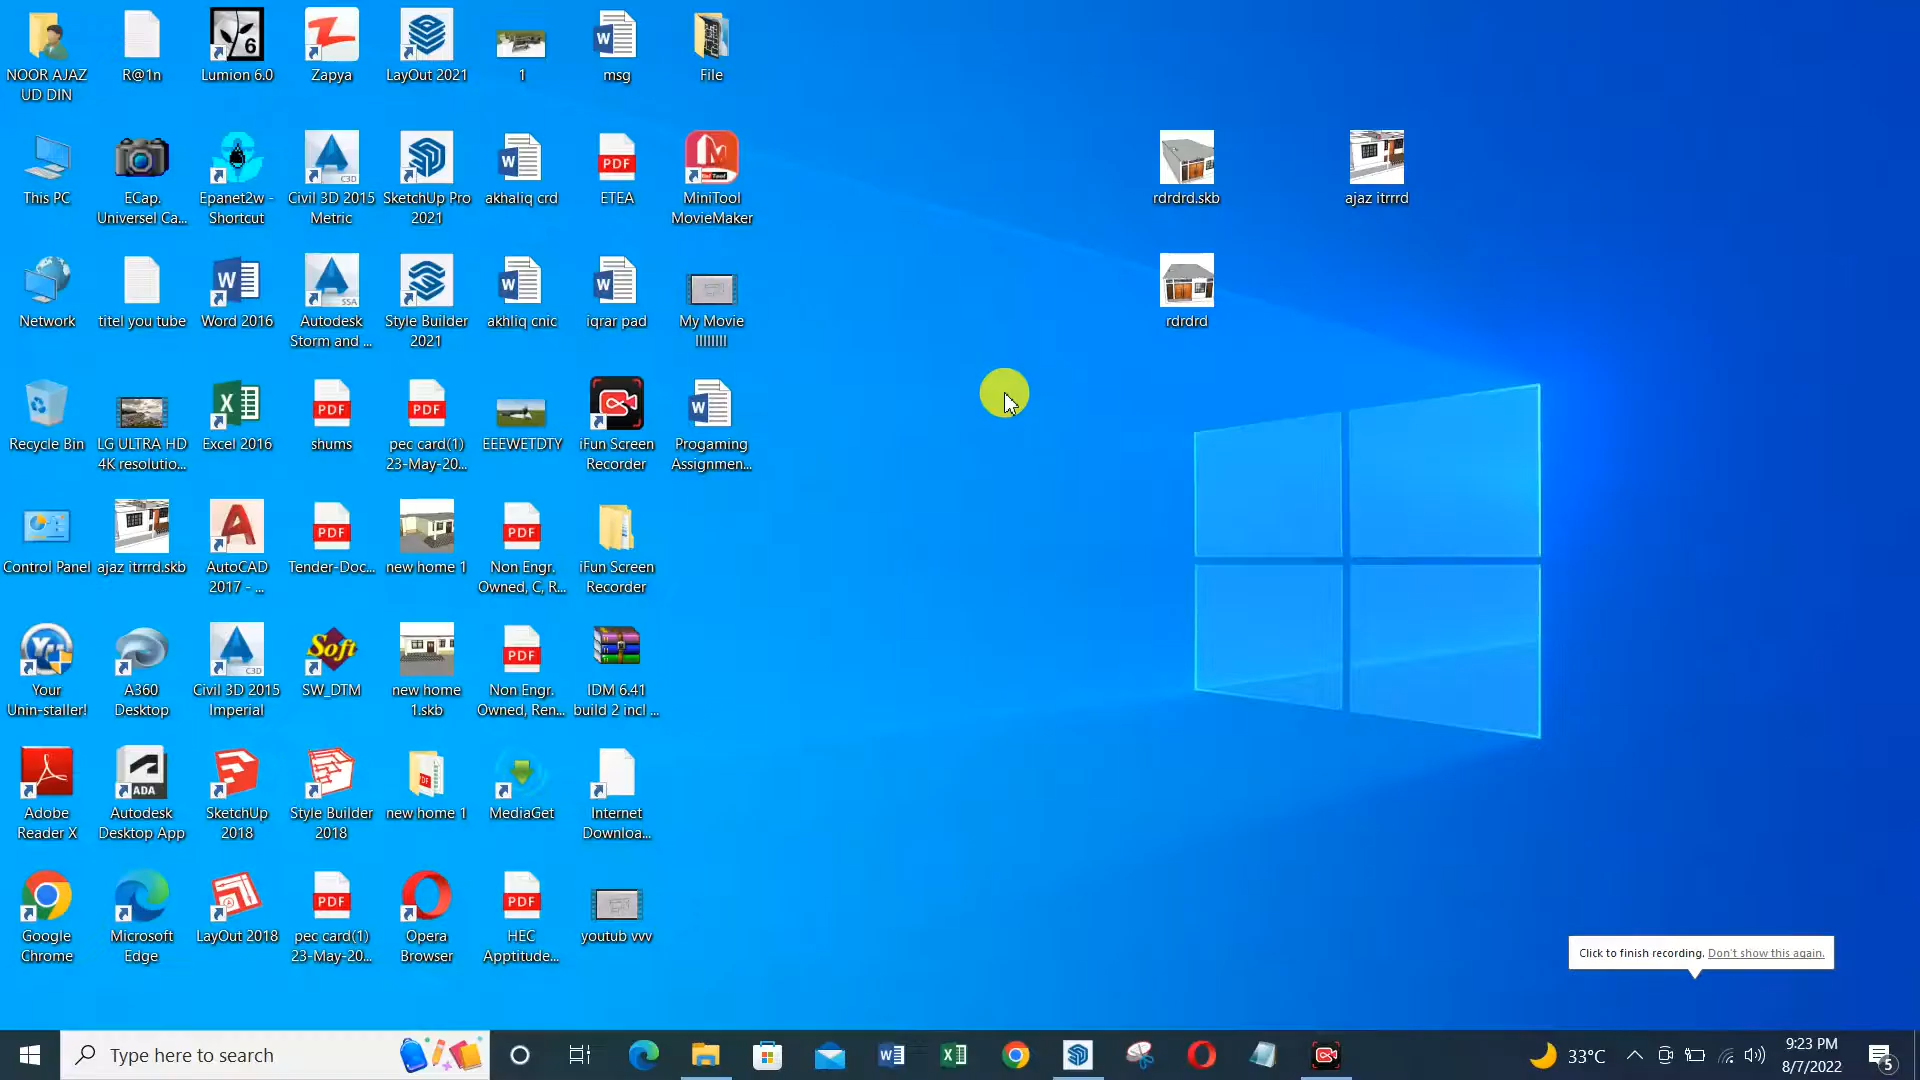 NOOR AJAZ
UD DIN
R@1n
Lumion 6.0
Zapya
LayOut 2021
1
msg
File
This PC
ECap.
Universel Ca...
Epanet2w -
Shortcut
Civil 3D 2015
Metric
SketchUp Pro
2021
akhaliq crd
ETEA
MiniTool
MovieMaker
rdrdrd.skb
ajaz itrrrd
Network
titel you tube
Word 2016
Autodesk
Storm and ...
Style Builder
2021
akhliq cnic
iqrar pad
My Movie
llllllll
rdrdrd
Recycle Bin
LG ULTRA HD
4K resolutio...
Excel 2016
shums
pec card(1)
23-May-20...
EEEWETDTY
iFun Screen
Recorder
Progaming
Assignmen...
Control Panel
ajaz itrrrd.skb
AutoCAD
2017 - ...
Tender-Doc...
new home 1
Non Engr.
Owned, C, R...
iFun Screen
Recorder
Your
Unin-staller!
A360
Desktop
Civil 3D 2015
Imperial
SW_DTM
new home
1.skb
Non Engr.
Owned, Ren...
IDM 6.41
build 2 incl ...
Adobe
Reader X
Autodesk
Desktop App
SketchUp
2018
Style Builder
2018
new home 1
MediaGet
Internet
Downloa...
Google
Chrome
Microsoft
Edge
LayOut 2018
pec card(1)
23-May-20...
Opera
Browser
HEC
Apptitude...
youtub vvv
Click to finish recording. Don't show this again.
Type here to search
33°C
9:23 PM
8/7/2022
5